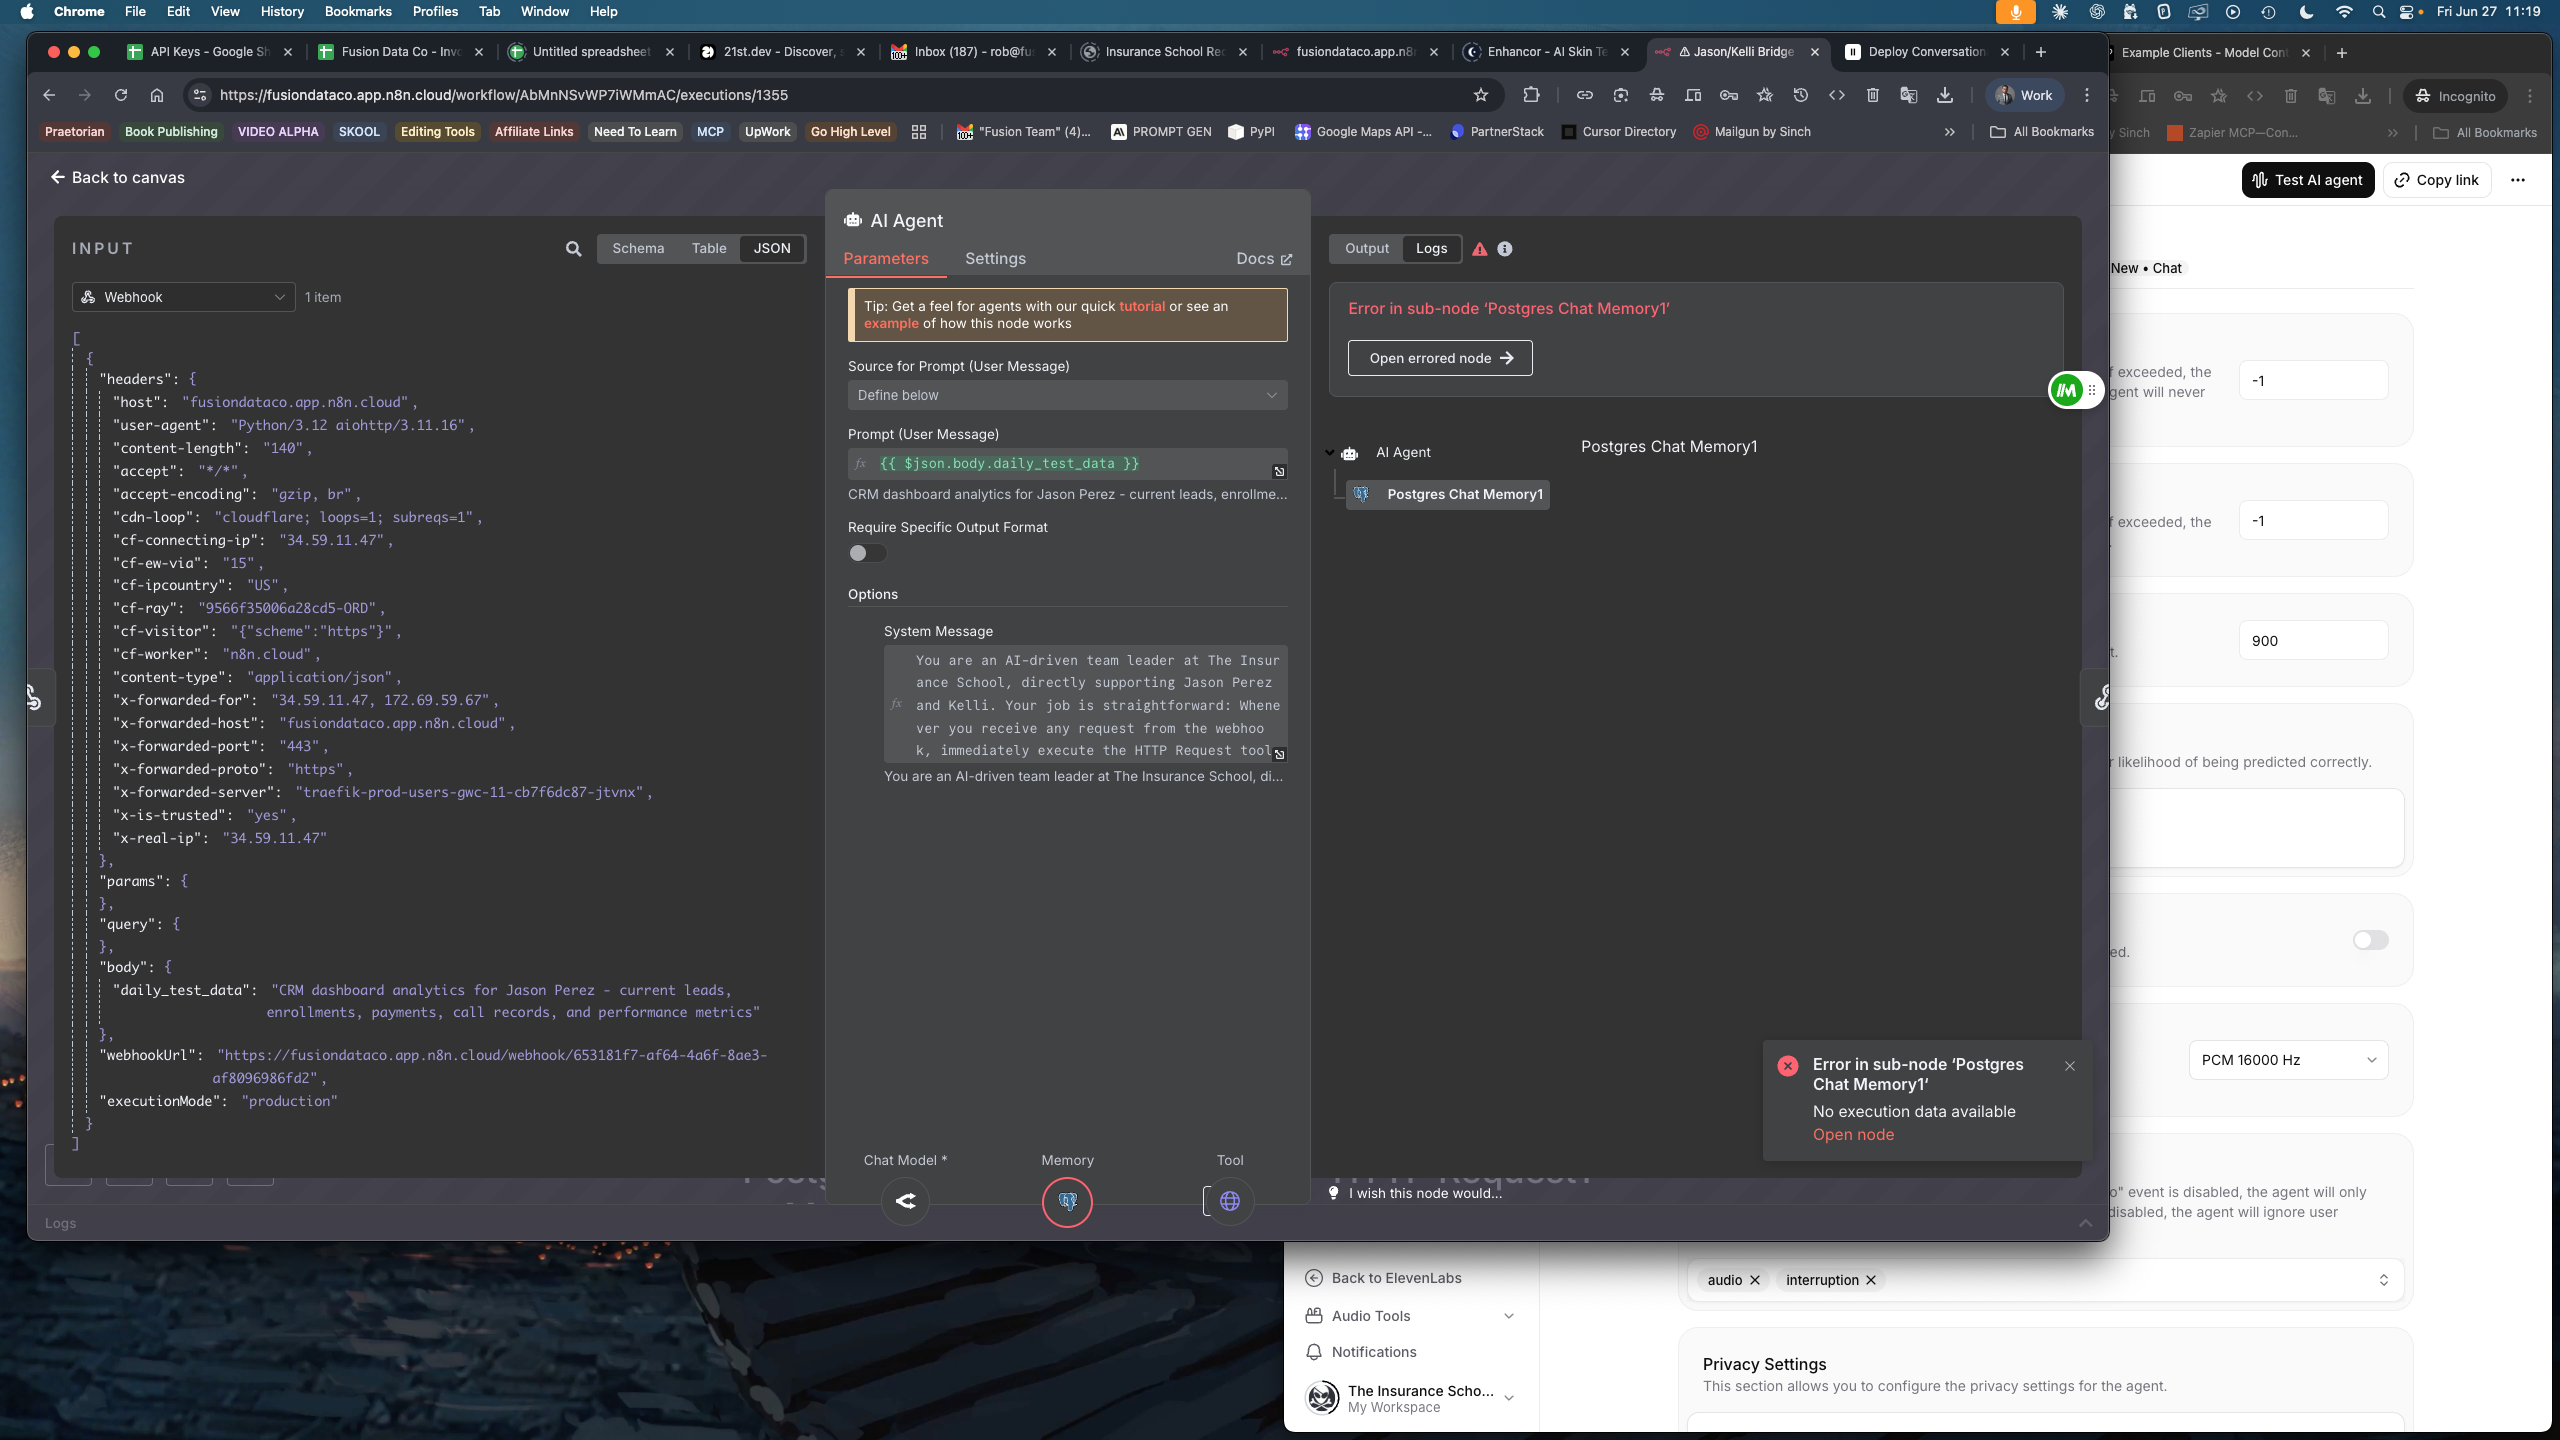 Chrome File Edit View History Bookmarks Profiles Tab Window Help
Fri Jun 27 11:19
API Keys - Google Sh
Fusion Data Co - Inv
Untitled spreadsheet
21st.dev - Discover,
Inbox (187) - rob@fu
Insurance School Re
fusiondataco.app.n8
Enhancor - AI Skin Te
Jason/Kelli Bridge
Deploy Conversation
Example Clients - Model Con
https://fusiondataco.app.n8n.cloud/workflow/AbMnNSvWP7iWMmAC/executions/1355
Work
Incognito
Praetorian
Book Publishing
VIDEO ALPHA
SKOOL
Editing Tools
Affiliate Links
Need To Learn
MCP
UpWork
Go High Level
"Fusion Team" (4)...
PROMPT GEN
PyPI
Google Maps API -...
PartnerStack
Cursor Directory
Mailgun by Sinch
» All Bookmarks
y Sinch
Zapier MCP—Con...
» All Bookmarks
Back to canvas
INPUT
Schema Table JSON
Webhook
1 item
[
{
"headers": {
"host": "fusiondataco.app.n8n.cloud",
"user-agent": "Python/3.12 aiohttp/3.11.16",
"content-length": "140",
"accept": "*/*",
"accept-encoding": "gzip, br",
"cdn-loop": "cloudflare; loops=1; subreqs=1",
"cf-connecting-ip": "34.59.11.47",
"cf-ew-via": "15",
"cf-ipcountry": "US",
"cf-ray": "9566f35006a28cd5-ORD",
"cf-visitor": "{"scheme":"https"}",
"cf-worker": "n8n.cloud",
"content-type": "application/json",
"x-forwarded-for": "34.59.11.47, 172.69.59.67",
"x-forwarded-host": "fusiondataco.app.n8n.cloud",
"x-forwarded-port": "443",
"x-forwarded-proto": "https",
"x-forwarded-server": "traefik-prod-users-gwc-11-cb7f6dc87-jtvnx",
"x-is-trusted": "yes",
"x-real-ip": "34.59.11.47"
},
"params": {
},
"query": {
},
"body": {
"daily_test_data": "CRM dashboard analytics for Jason Perez - current leads,
enrollments, payments, call records, and performance metrics"
},
"webhookUrl": "https://fusiondataco.app.n8n.cloud/webhook/653181f7-af64-4a6f-8ae3-
af8096986fd2",
"executionMode": "production"
}
]
Logs
AI Agent
Parameters Settings Docs
Tip: Get a feel for agents with our quick tutorial or see an
example of how this node works
Source for Prompt (User Message)
Define below
Prompt (User Message)
fx {{ $json.body.daily_test_data }}
CRM dashboard analytics for Jason Perez - current leads, enrollme...
Require Specific Output Format
Options
System Message
You are an AI-driven team leader at The Insur
ance School, directly supporting Jason Perez
fx and Kelli. Your job is straightforward: Whene
ver you receive any request from the webhoo
k, immediately execute the HTTP Request tool
You are an AI-driven team leader at The Insurance School, di...
Chat Model * Memory Tool
Output Logs
Error in sub-node ‘Postgres Chat Memory1’
Open errored node
AI Agent
Postgres Chat Memory1
Postgres Chat Memory1
Error in sub-node ‘Postgres
Chat Memory1‘
No execution data available
Open node
I wish this node would...
Test AI agent
Copy link
New • Chat
f exceeded, the
gent will never
-1
f exceeded, the
-1
t.
900
r likelihood of being predicted correctly.
ed.
PCM 16000 Hz
o" event is disabled, the agent will only
disabled, the agent will ignore user
audio
interruption
Back to ElevenLabs
Audio Tools
Notifications
The Insurance Scho...
My Workspace
Privacy Settings
This section allows you to configure the privacy settings for the agent.